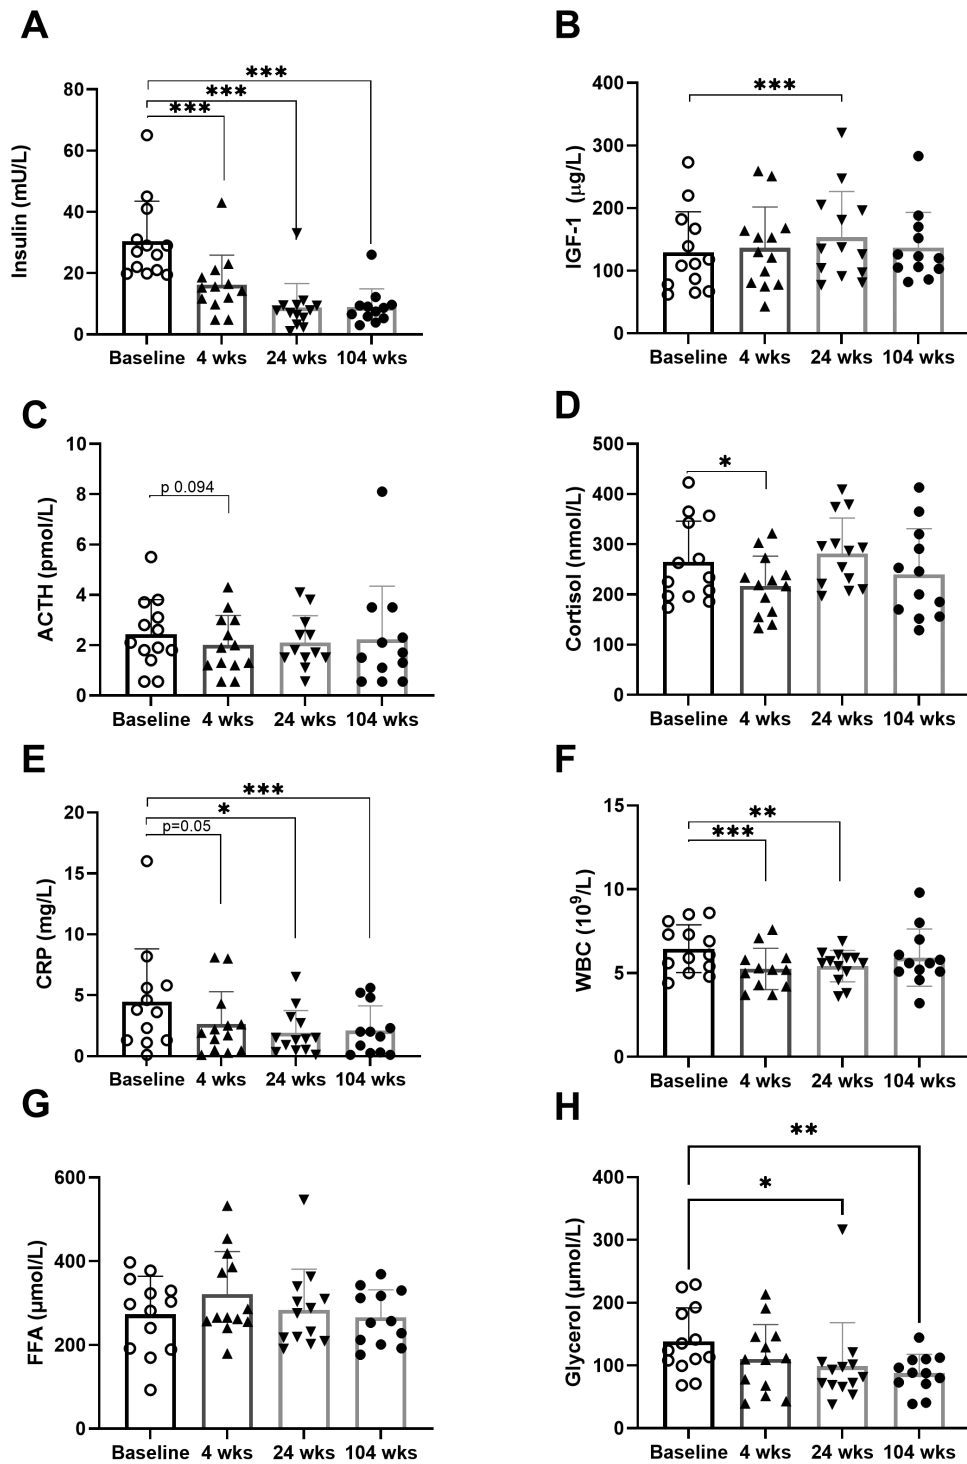 A
Insulin (mU/L)
80
60
40
20
0
***
***
***
Baseline 4 wks 24 wks 104 wks
B
IGF-1 (µg/L)
400
300
200
100
0
***
Baseline 4 wks 24 wks 104 wks
C
ACTH (pmol/L)
10
8
6
4
2
0
p 0.094
Baseline 4 wks 24 wks 104 wks
D
Cortisol (nmol/L)
500
400
300
200
100
0
*
Baseline 4 wks 24 wks 104 wks
E
CRP (mg/L)
20
15
10
5
0
***
*
p=0.05
Baseline 4 wks 24 wks 104 wks
F
WBC (10⁹/L)
15
10
5
0
**
***
Baseline 4 wks 24 wks 104 wks
G
FFA (µmol/L)
600
400
200
0
Baseline 4 wks 24 wks 104 wks
H
Glycerol (µmol/L)
400
300
200
100
0
**
*
Baseline 4 wks 24 wks 104 wks